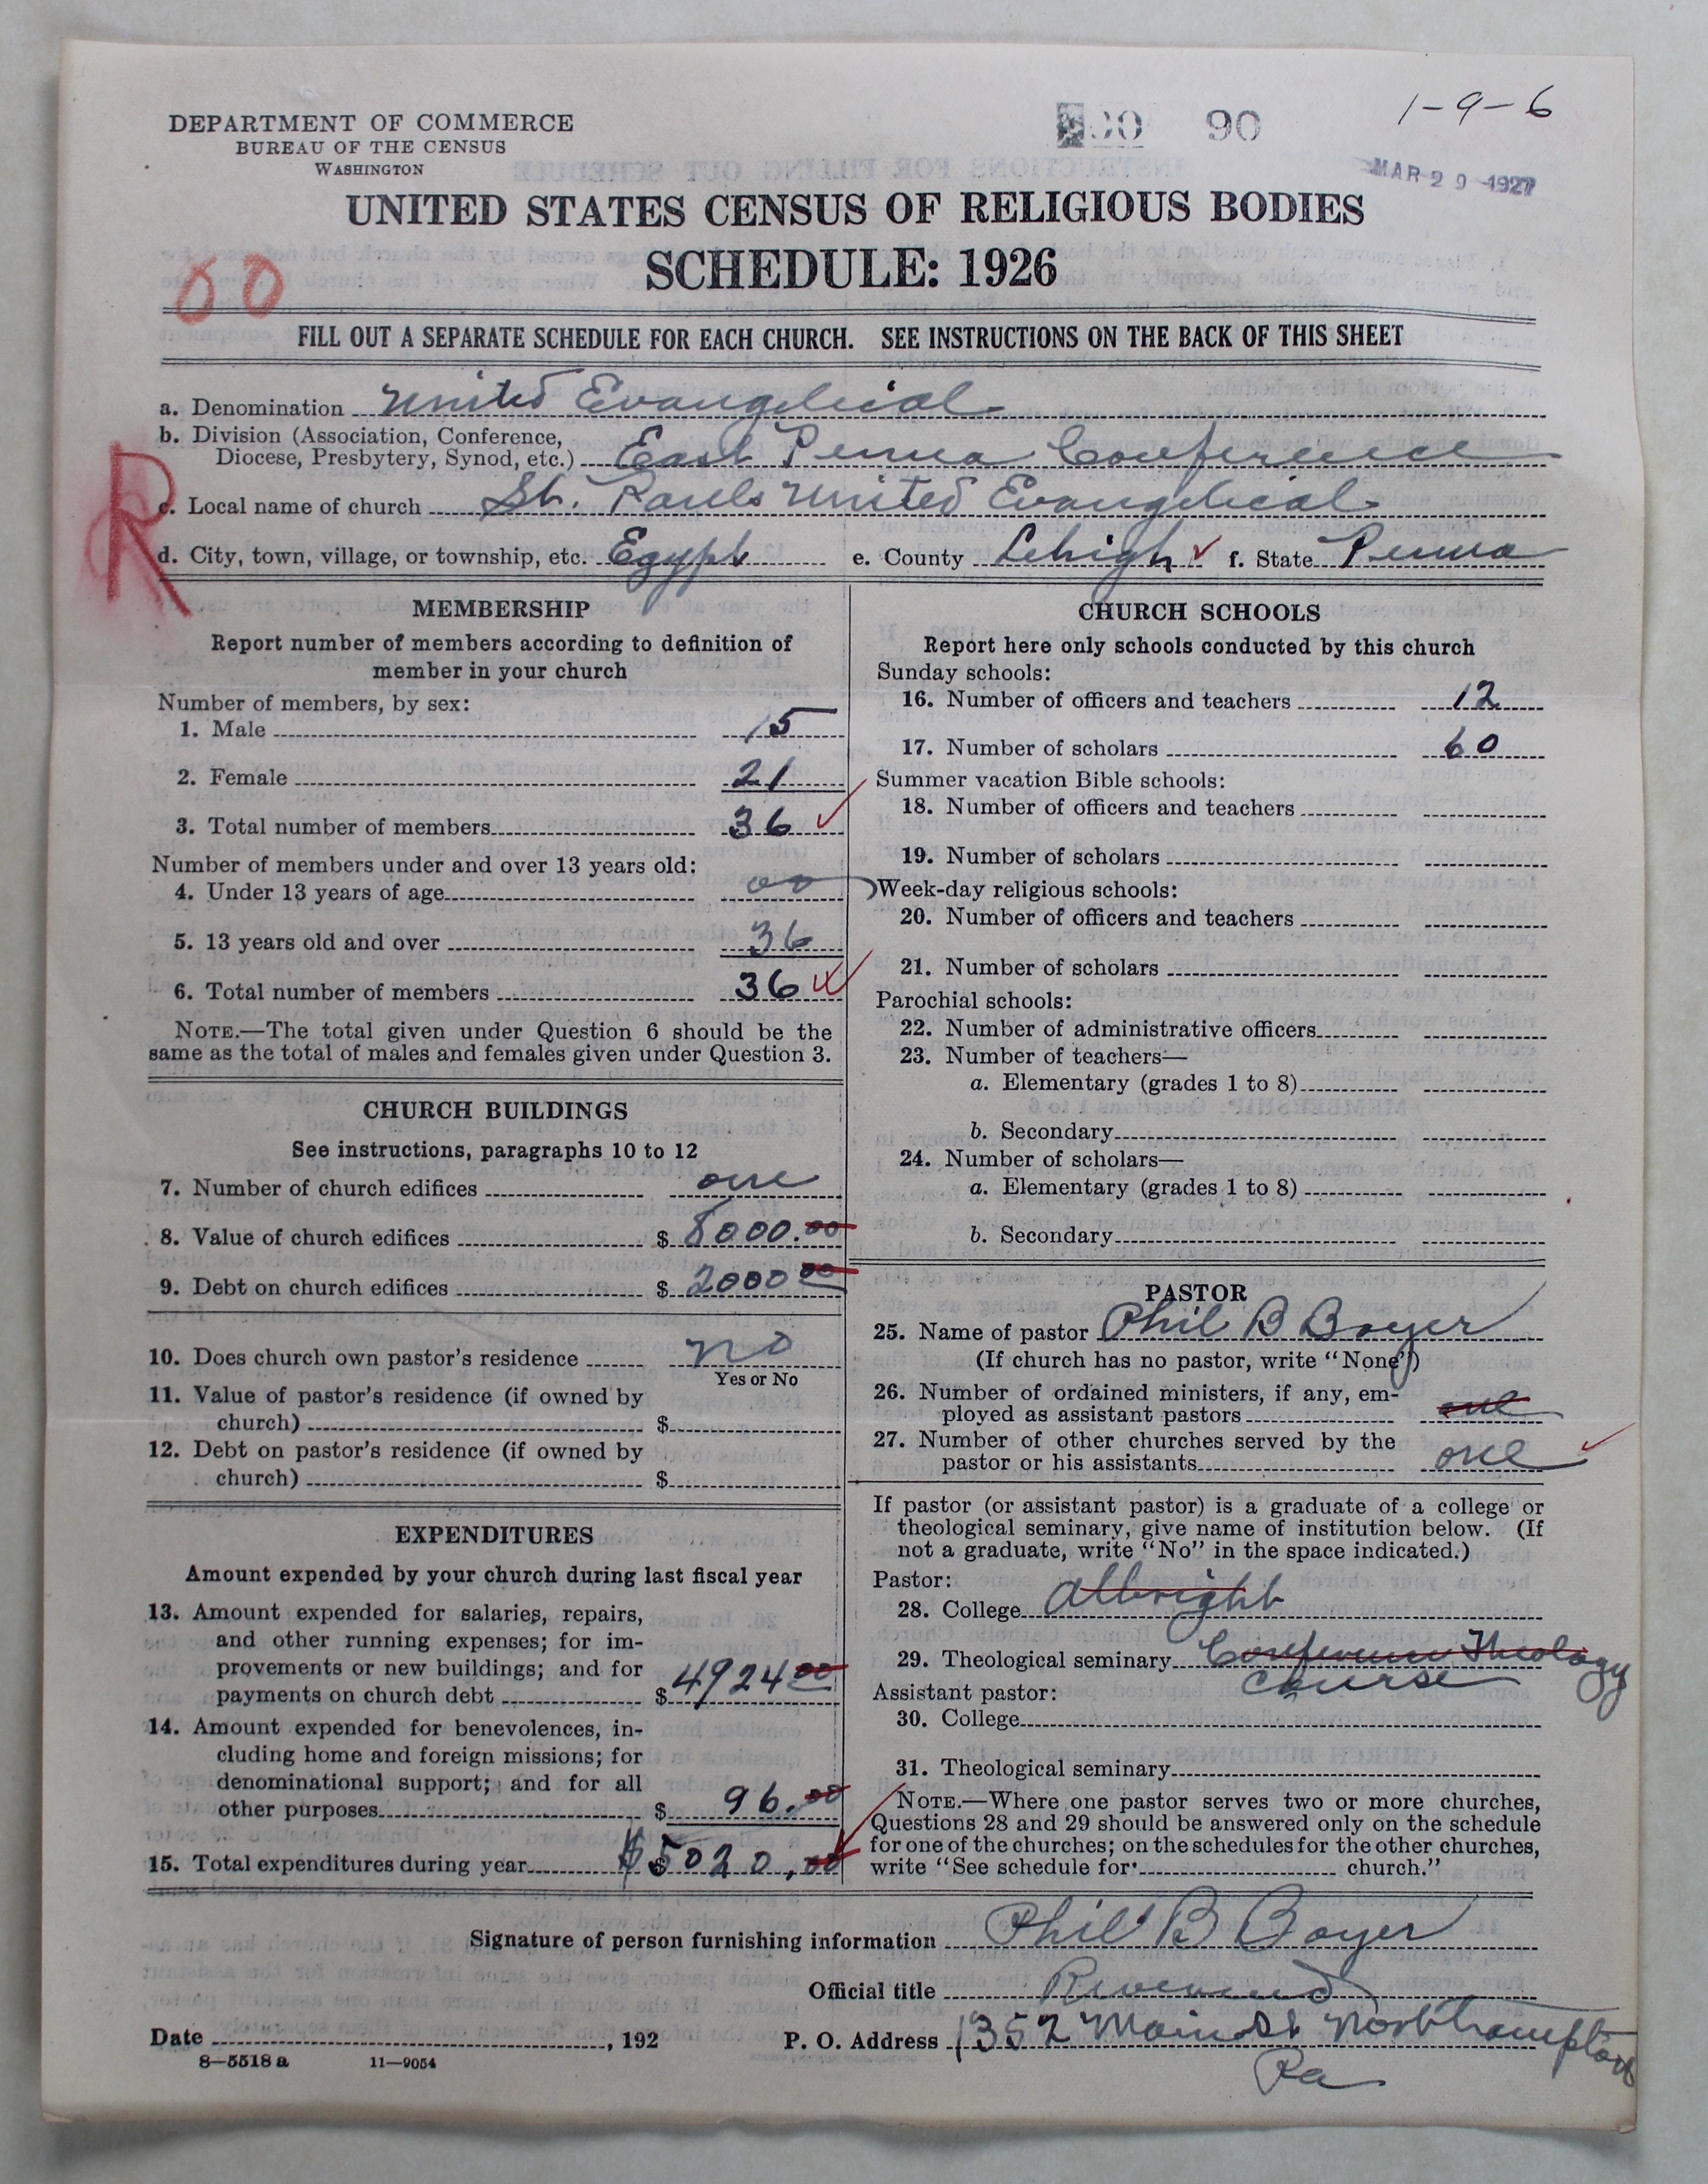 DEPARTMENT OF COMMERCE
BUREAU OF THE CENSUS
WASHINGTON
90
1-9-6
MAR 29 1927
UNITED STATES CENSUS OF RELIGIOUS BODIES
SCHEDULE: 1926
00
FILL OUT A SEPARATE SCHEDULE FOR EACH CHURCH. SEE INSTRUCTIONS ON THE BACK OF THIS SHEET
a. Denomination United Evangelical
b. Division (Association, Conference,
Diocese, Presbytery, Synod, etc.) East Penna Conference
R
c. Local name of church St. Pauls United Evangelical
d. City, town, village, or township, etc. Egypt e. County Lehigh f. State Penna
MEMBERSHIP
Report number of members according to definition of
member in your church
Number of members, by sex:
1. Male 15
2. Female 21
3. Total number of members 36
Number of members under and over 13 years old:
4. Under 13 years of age 00
5. 13 years old and over 36
6. Total number of members 36
NOTE.—The total given under Question 6 should be the
same as the total of males and females given under Question 3.
CHURCH BUILDINGS
See instructions, paragraphs 10 to 12
7. Number of church edifices one
8. Value of church edifices $ 8000.00
9. Debt on church edifices $ 2000 00
10. Does church own pastor's residence no
Yes or No
11. Value of pastor's residence (if owned by
church) $
12. Debt on pastor's residence (if owned by
church) $
EXPENDITURES
Amount expended by your church during last fiscal year
13. Amount expended for salaries, repairs,
and other running expenses; for im-
provements or new buildings; and for
payments on church debt $ 4924 00
14. Amount expended for benevolences, in-
cluding home and foreign missions; for
denominational support; and for all
other purposes $ 96.00
15. Total expenditures during year $ $5020.00
CHURCH SCHOOLS
Report here only schools conducted by this church
Sunday schools:
16. Number of officers and teachers 12
17. Number of scholars 60
Summer vacation Bible schools:
18. Number of officers and teachers
19. Number of scholars
Week-day religious schools:
20. Number of officers and teachers
21. Number of scholars
Parochial schools:
22. Number of administrative officers
23. Number of teachers—
a. Elementary (grades 1 to 8)
b. Secondary
24. Number of scholars—
a. Elementary (grades 1 to 8)
b. Secondary
PASTOR
25. Name of pastor Phil B Boyer
(If church has no pastor, write "None")
26. Number of ordained ministers, if any, em-
ployed as assistant pastors one
27. Number of other churches served by the
pastor or his assistants one
If pastor (or assistant pastor) is a graduate of a college or
theological seminary, give name of institution below. (If
not a graduate, write "No" in the space indicated.)
Pastor:
28. College Albright
29. Theological seminary Conference Theology
Course
Assistant pastor:
30. College
31. Theological seminary
NOTE.—Where one pastor serves two or more churches,
Questions 28 and 29 should be answered only on the schedule
for one of the churches; on the schedules for the other churches,
write "See schedule for church."
Signature of person furnishing information Phil B Boyer
Official title Reverend
Date , 192 P. O. Address 1352 Main St Northampton
Pa
8—5518 a 11—9054